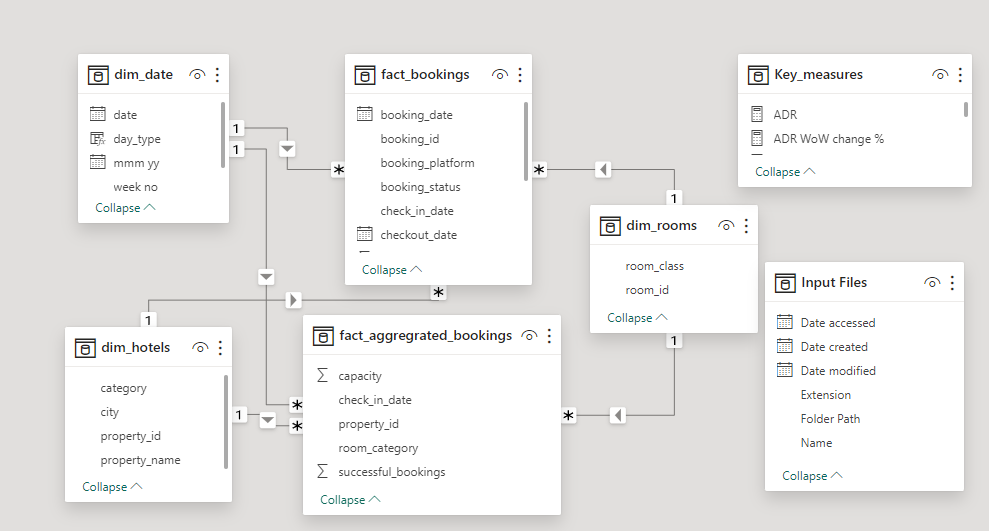 dim_date
date
day_type
mmm yy
week no
Collapse
fact_bookings
booking_date
booking_id
booking_platform
booking_status
check_in_date
checkout_date
Collapse
Key_measures
ADR
ADR WoW change %
Collapse
1
1
*
*
1
dim_rooms
room_class
room_id
Collapse
1
Input Files
Date accessed
Date created
Date modified
Extension
Folder Path
Name
Collapse
*
1
dim_hotels
category
city
property_id
property_name
Collapse
1
*
*
fact_aggregrated_bookings
capacity
check_in_date
property_id
room_category
successful_bookings
Collapse
*